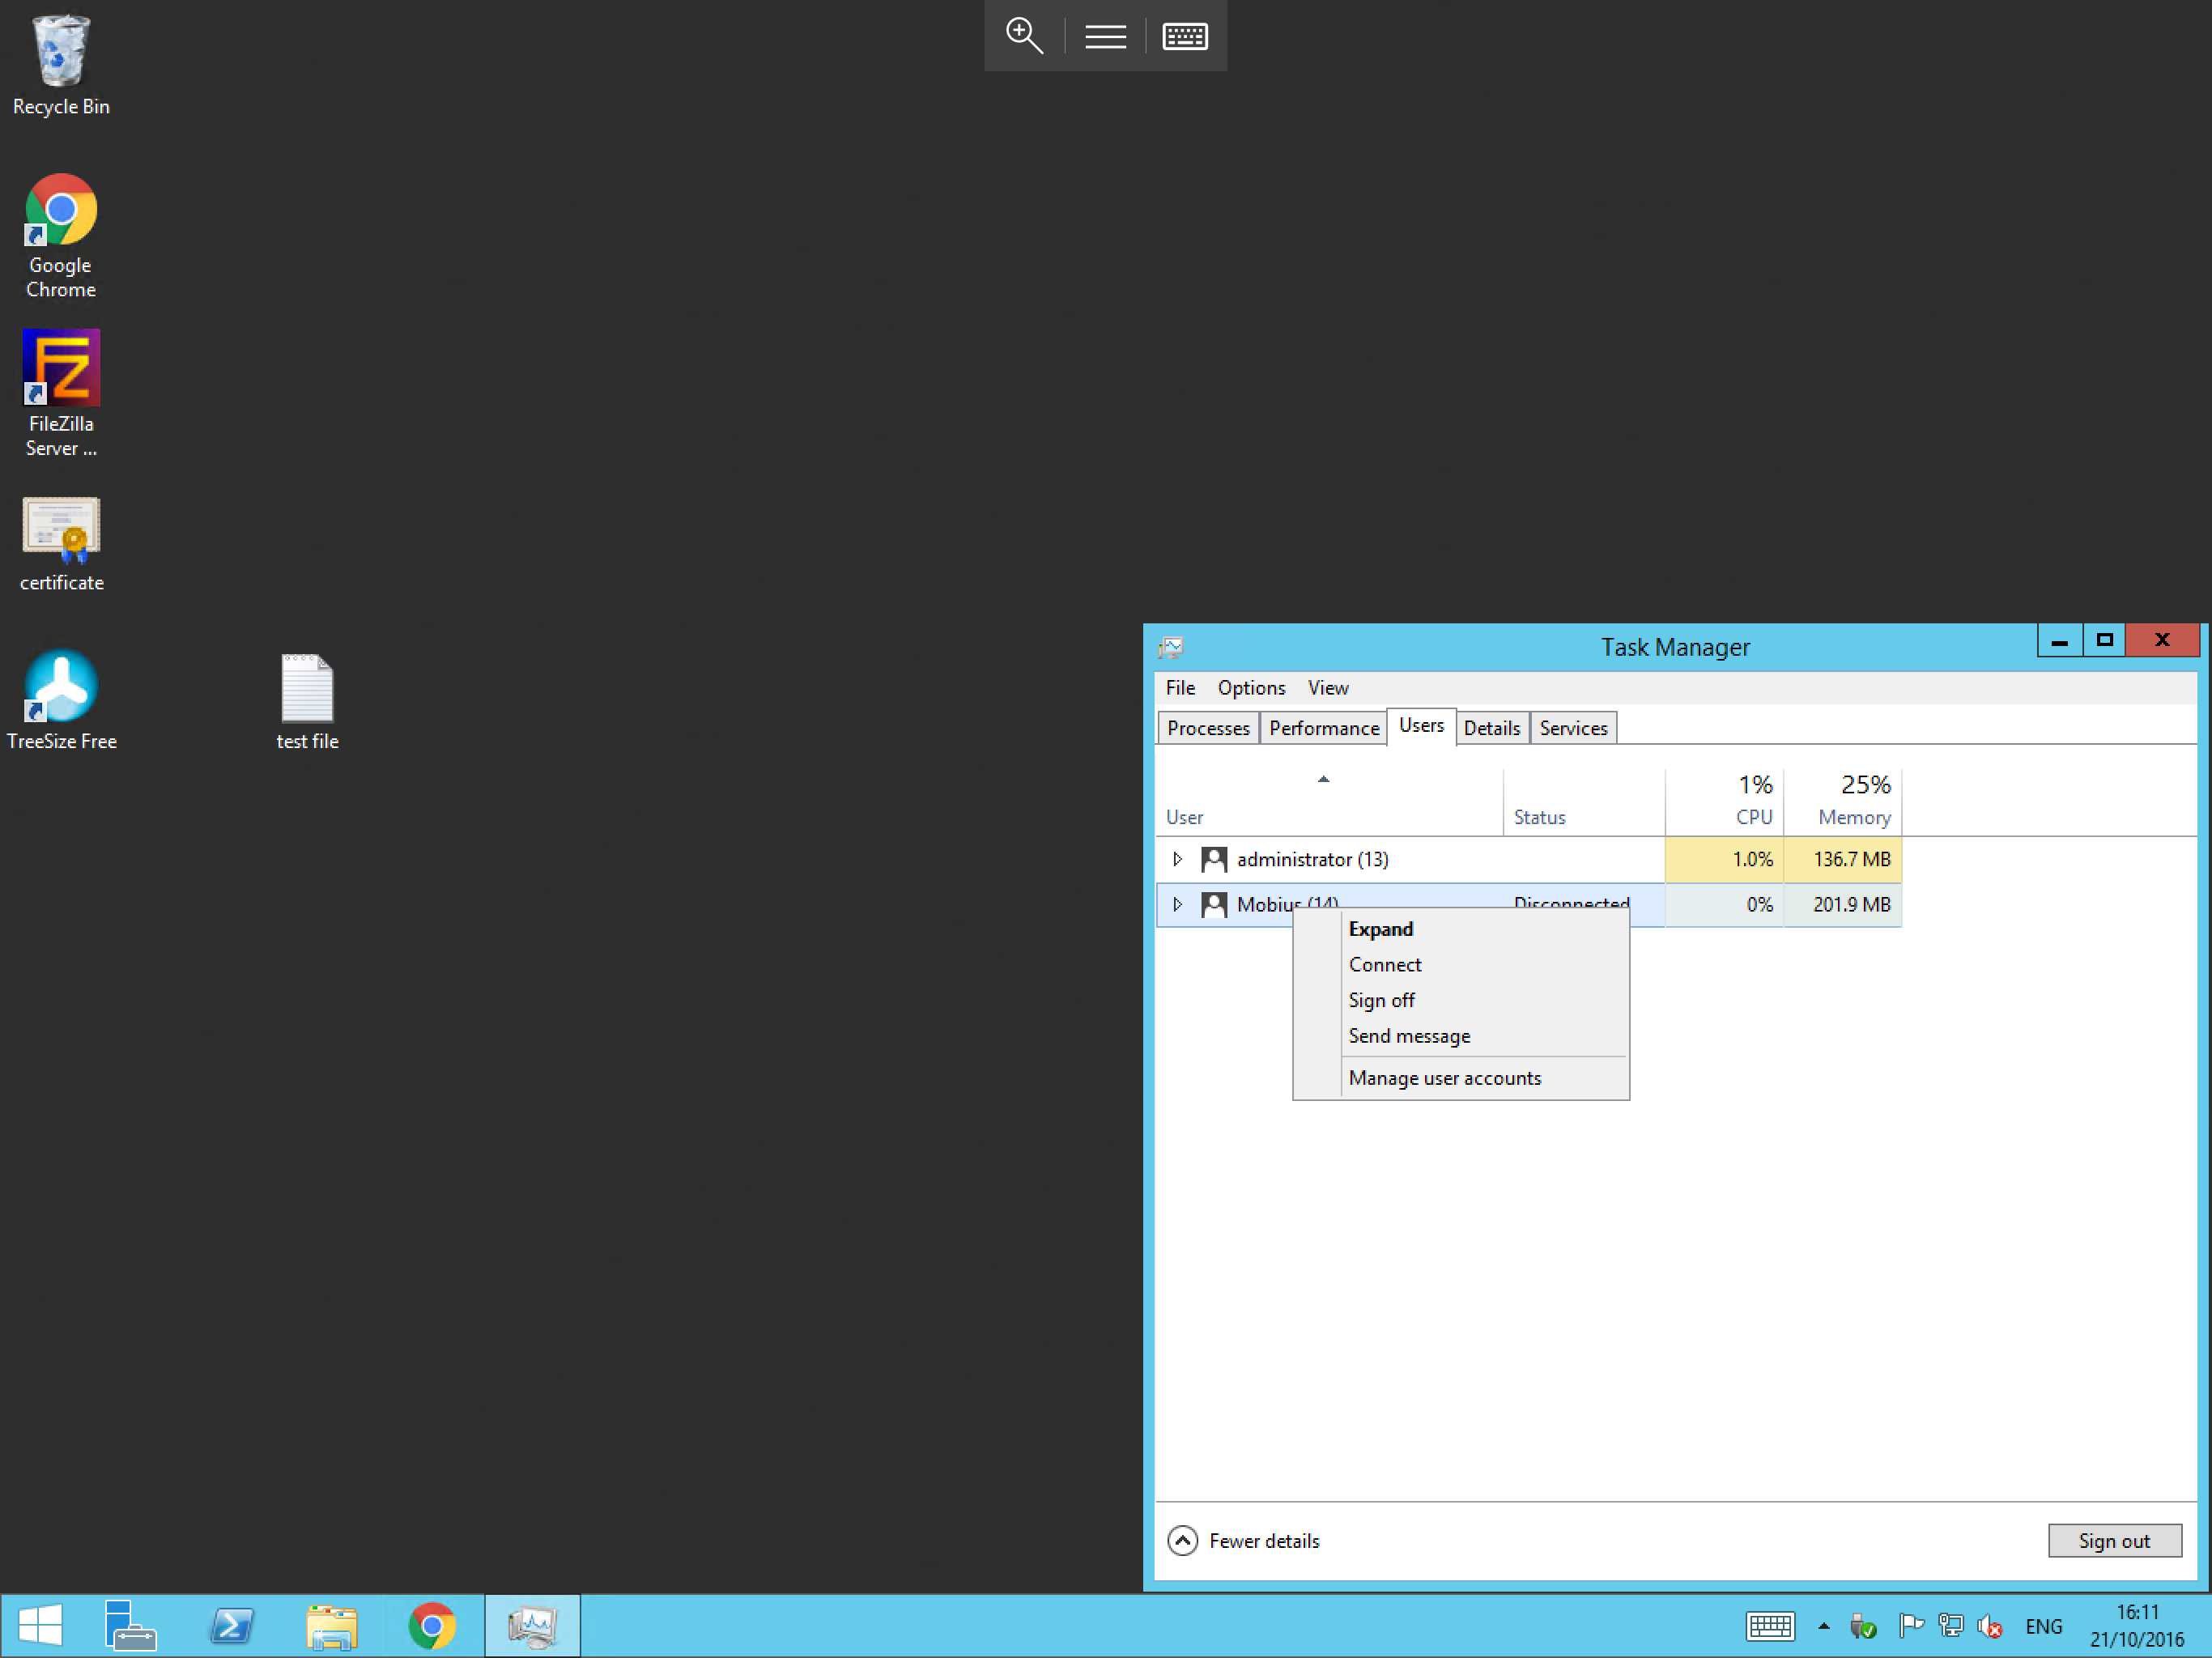 Recycle Bin
Google
Chrome
FileZilla
Server ...
certificate
TreeSize Free
test file
Task Manager
File Options View
Processes Performance Users Details Services
1% 25%
User Status CPU Memory
administrator (13) 1.0% 136.7 MB
Mobius (14) Disconnected 0% 201.9 MB
Expand
Connect
Sign off
Send message
Manage user accounts
Fewer details Sign out
ENG
16:11
21/10/2016